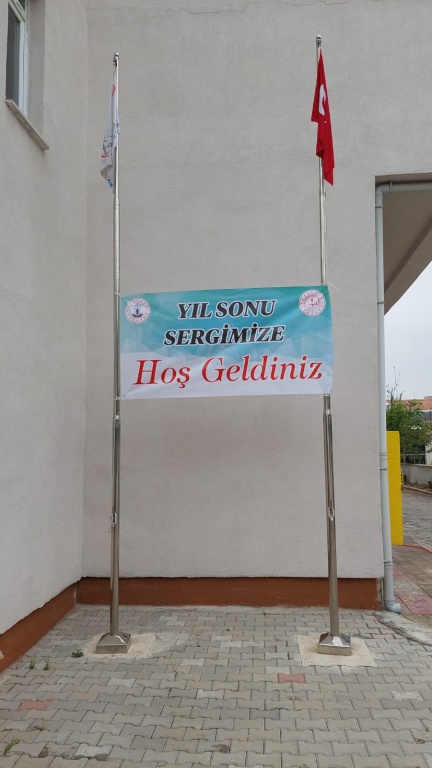 YIL SONU
SERGİMİZE
Hoş Geldiniz